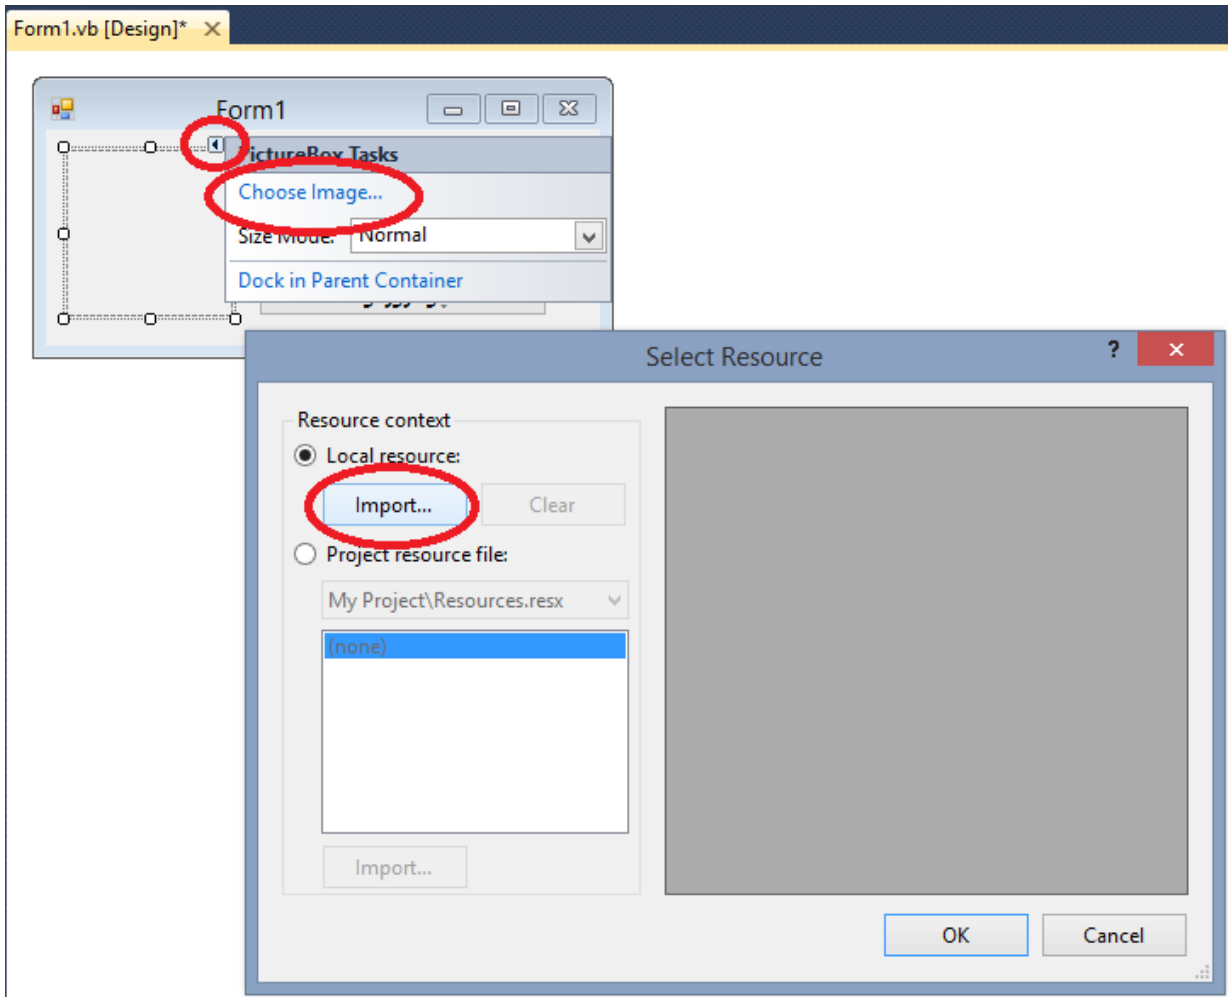 Form1.vb [Design]* ×
Form1
PictureBox Tasks
Choose Image...
Size Mode: Normal
Dock in Parent Container
Select Resource ?
Resource context
Local resource:
Import... Clear
Project resource file:
My Project\Resources.resx
(none)
Import...
OK Cancel